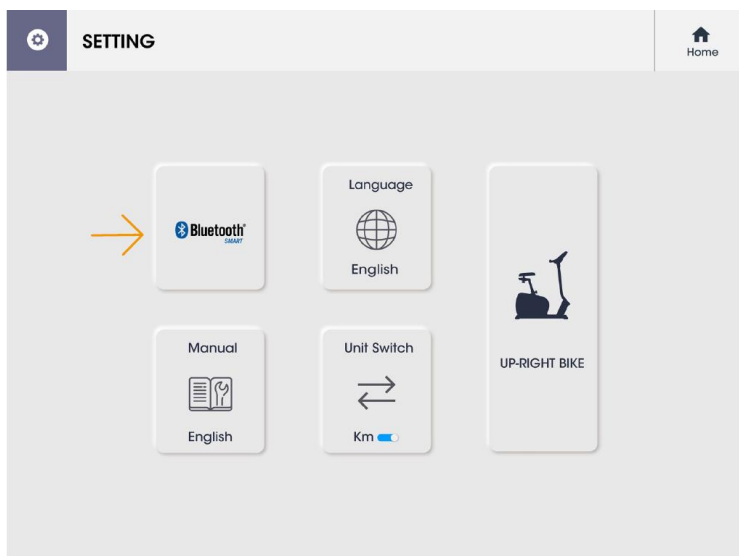 SETTING
Home
Bluetooth®
SMART
Language
English
Manual
English
Unit Switch
Km
UP-RIGHT BIKE